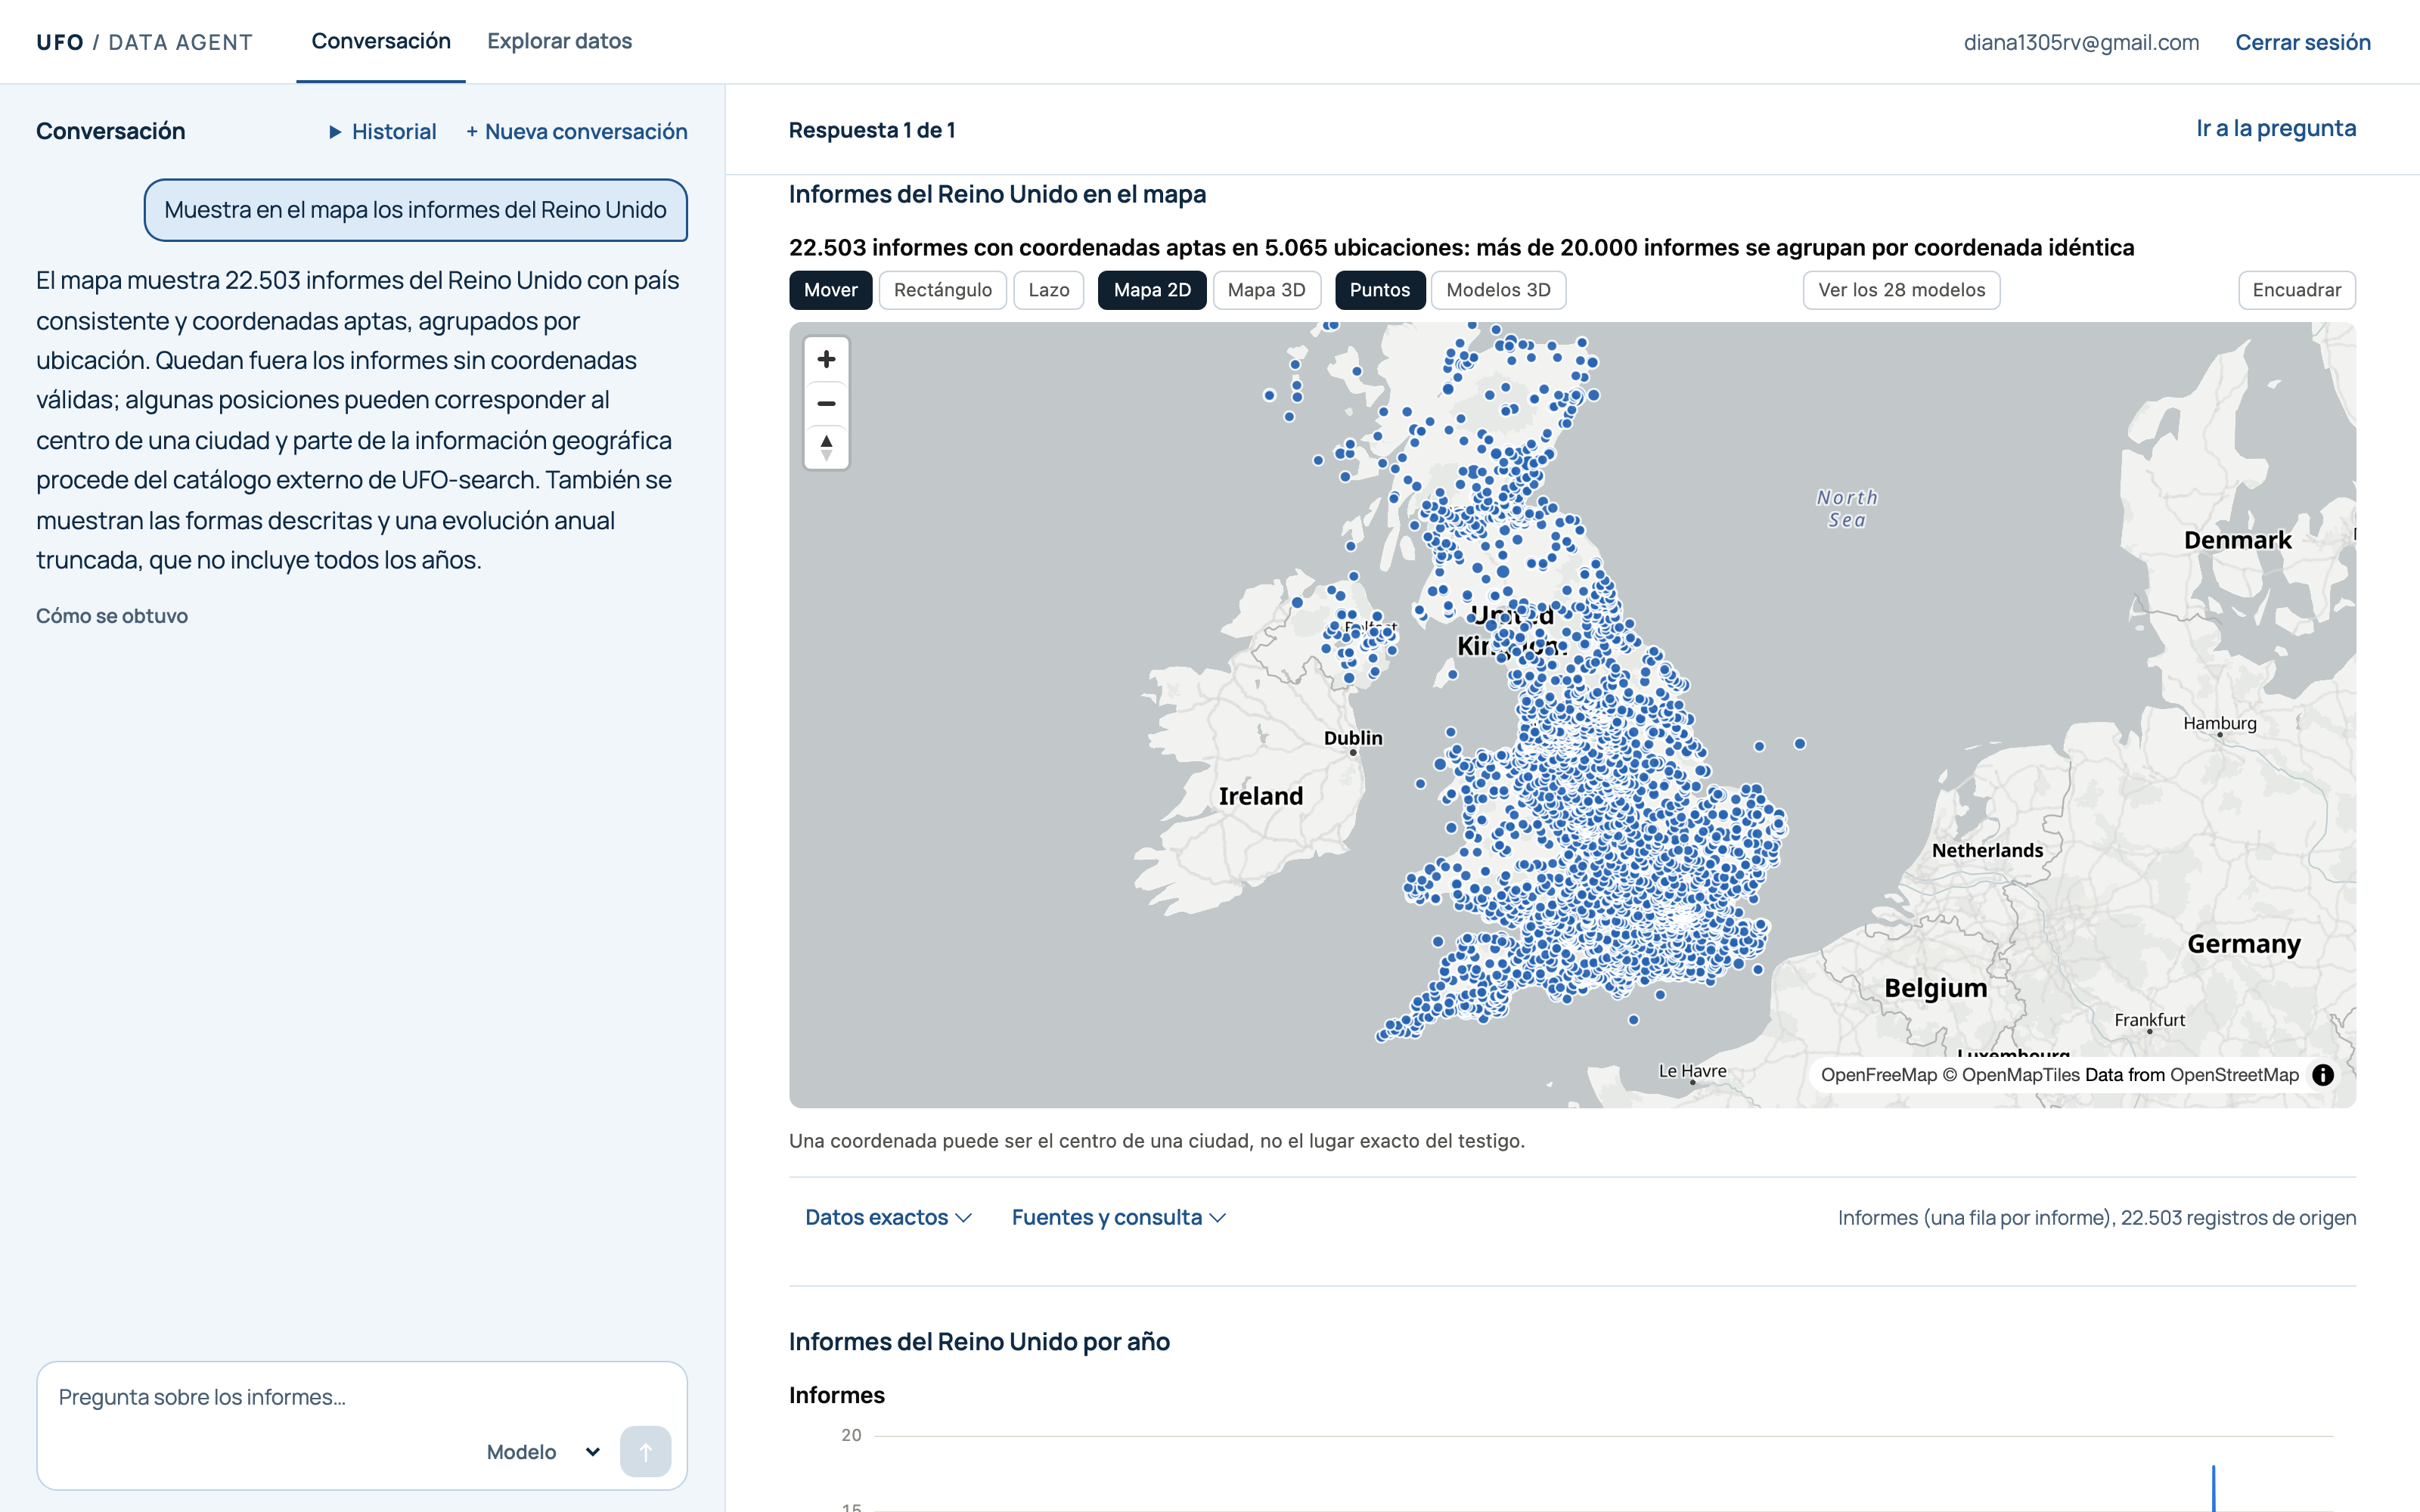 UFO / DATA AGENT
Conversación
Explorar datos
diana1305rv@gmail.com
Cerrar sesión
Conversación
Historial
+ Nueva conversación
Muestra en el mapa los informes del Reino Unido
El mapa muestra 22.503 informes del Reino Unido con país
consistente y coordenadas aptas, agrupados por
ubicación. Quedan fuera los informes sin coordenadas
válidas; algunas posiciones pueden corresponder al
centro de una ciudad y parte de la información geográfica
procede del catálogo externo de UFO-search. También se
muestran las formas descritas y una evolución anual
truncada, que no incluye todos los años.
Cómo se obtuvo
Pregunta sobre los informes...
Modelo
Respuesta 1 de 1
Ir a la pregunta
Informes del Reino Unido en el mapa
22.503 informes con coordenadas aptas en 5.065 ubicaciones: más de 20.000 informes se agrupan por coordenada idéntica
Mover
Rectángulo
Lazo
Mapa 2D
Mapa 3D
Puntos
Modelos 3D
Ver los 28 modelos
Encuadrar
North
Sea
Denmark
United
Kingdom
Belfast
Hamburg
Dublin
Ireland
Netherlands
Germany
Belgium
Frankfurt
Luxembourg
Le Havre
OpenFreeMap © OpenMapTiles Data from OpenStreetMap
Una coordenada puede ser el centro de una ciudad, no el lugar exacto del testigo.
Datos exactos
Fuentes y consulta
Informes (una fila por informe), 22.503 registros de origen
Informes del Reino Unido por año
Informes
20
15